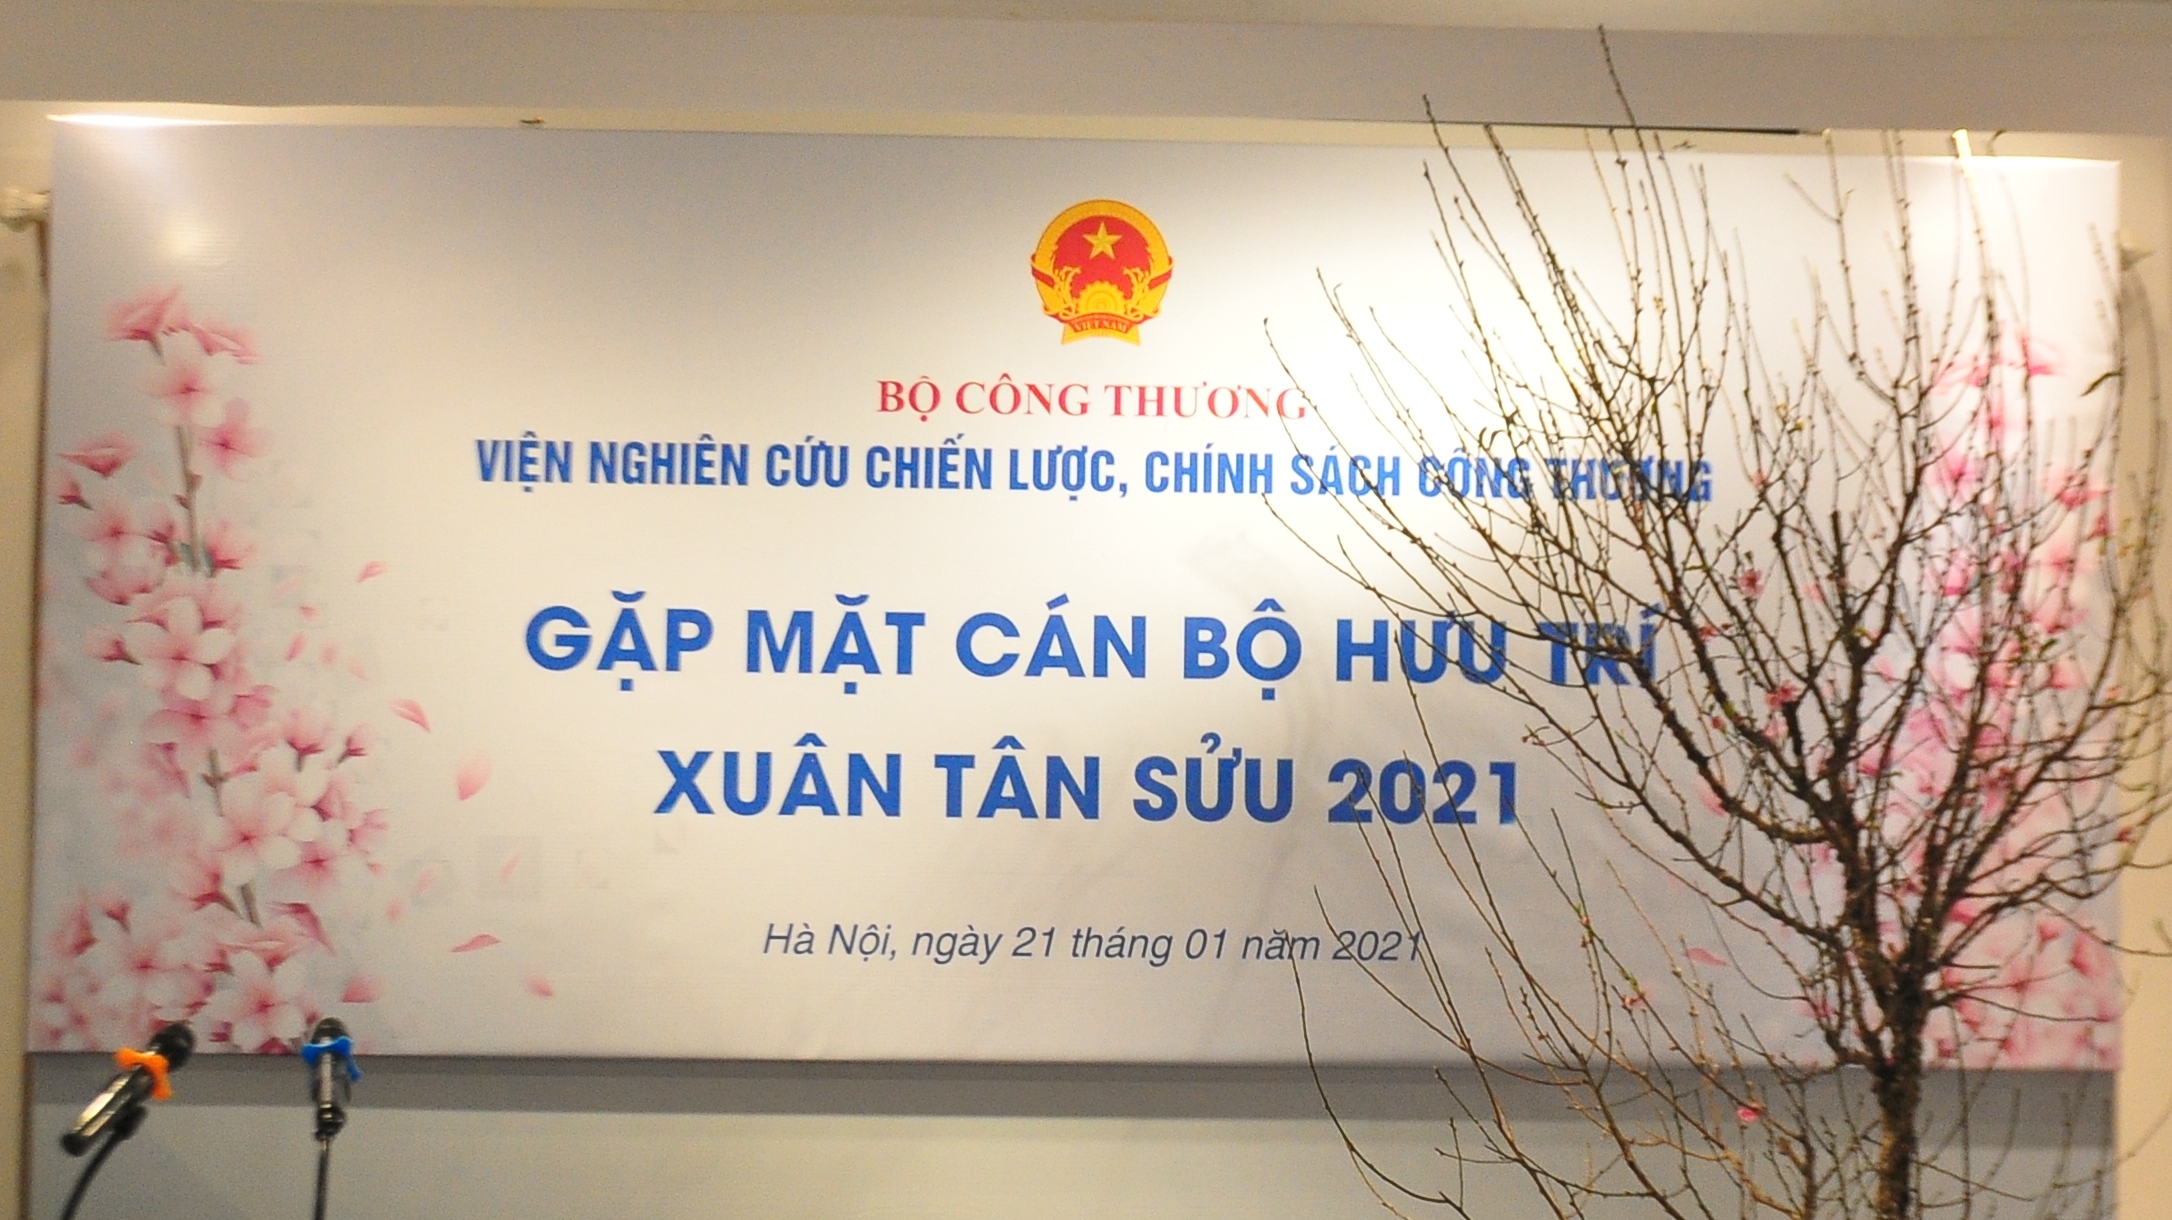 VIỆT NAM
BỘ CÔNG THƯƠNG
VIỆN NGHIÊN CỨU CHIẾN LƯỢC, CHÍNH SÁCH CÔNG THƯƠNG
GẶP MẶT CÁN BỘ HƯU TRÍ
XUÂN TÂN SỬU 2021
Hà Nội, ngày 21 tháng 01 năm 2021